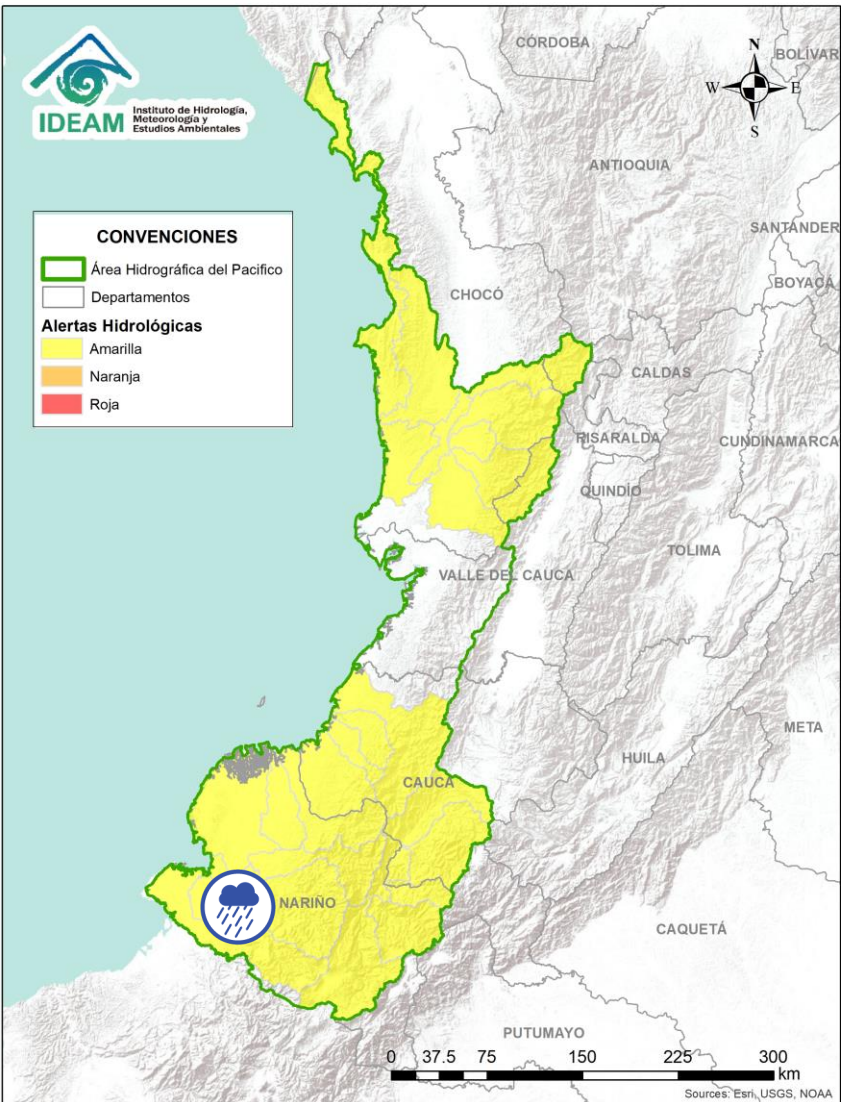 IDEAM
Instituto de Hidrología,
Meteorología y
Estudios Ambientales
N
W E
S
CÓRDOBA
BOLÍVAR
ANTIOQUIA
SANTANDER
BOYACÁ
CHOCÓ
CONVENCIONES
Área Hidrográfica del Pacifico
Departamentos
Alertas Hidrológicas
Amarilla
Naranja
Roja
CALDAS
RISARALDA
CUNDINAMARCA
QUINDÍO
TOLIMA
VALLE DEL CAUCA
META
HUILA
CAUCA
NARIÑO
CAQUETÁ
PUTUMAYO
0 37.5 75 150 225 300
km
Sources: Esri, USGS, NOAA